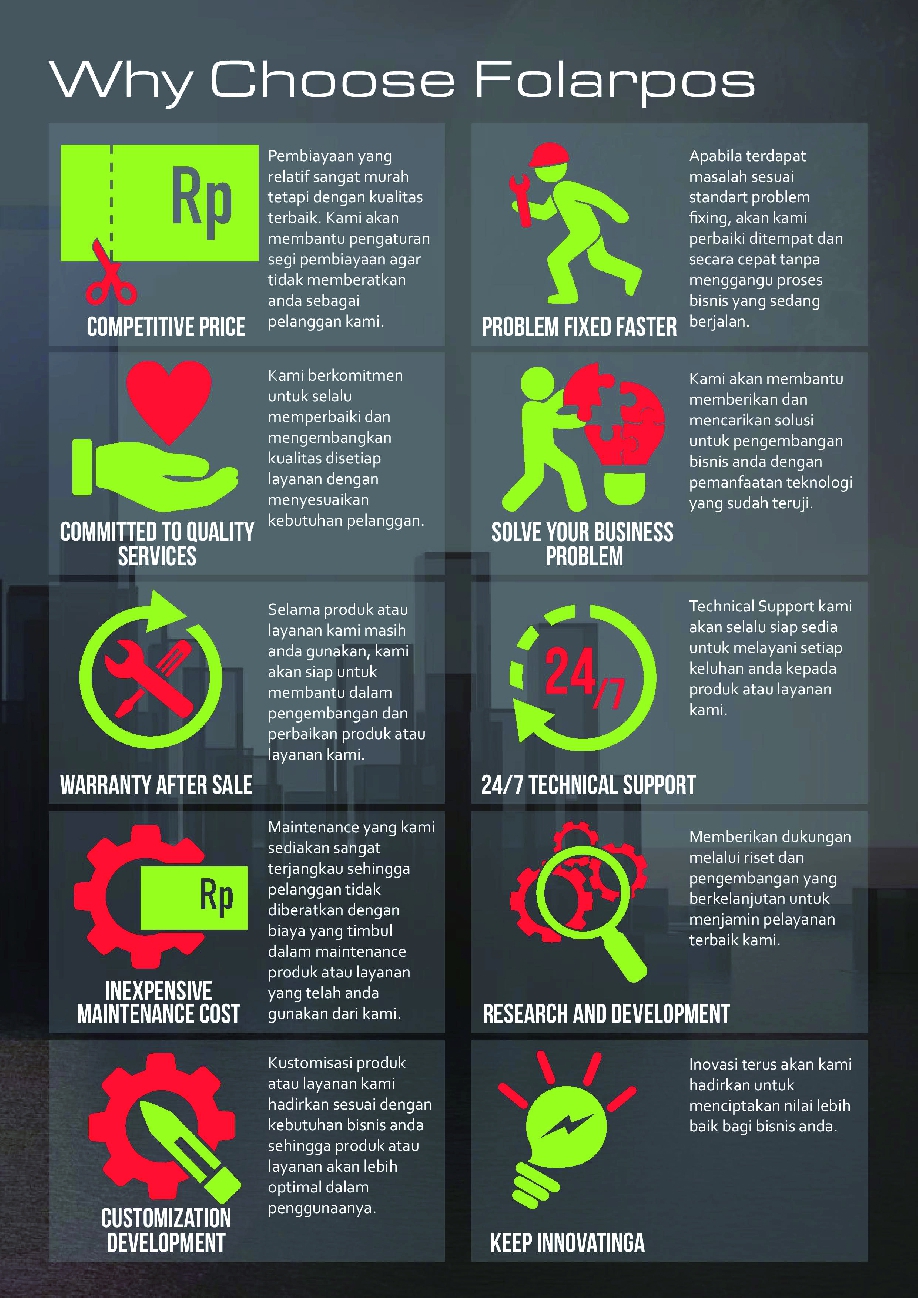 Why Choose Folarpos
Rp
COMPETITIVE PRICE
Pembiayaan yang
relatif sangat murah
tetapi dengan kualitas
terbaik. Kami akan
membantu pengaturan
segi pembiayaan agar
tidak memberatkan
anda sebagai
pelanggan kami.
PROBLEM FIXED FASTER
Apabila terdapat
masalah sesuai
standart problem
fixing, akan kami
perbaiki ditempat dan
secara cepat tanpa
menggangu proses
bisnis yang sedang
berjalan.
COMMITTED TO QUALITY
SERVICES
Kami berkomitmen
untuk selalu
memperbaiki dan
mengembangkan
kualitas disetiap
layanan dengan
menyesuaikan
kebutuhan pelanggan.
SOLVE YOUR BUSINESS
PROBLEM
Kami akan membantu
memberikan dan
mencarikan solusi
untuk pengembangan
bisnis anda dengan
pemanfaatan teknologi
yang sudah teruji.
WARRANTY AFTER SALE
Selama produk atau
layanan kami masih
anda gunakan, kami
akan siap untuk
membantu dalam
pengembangan dan
perbaikan produk atau
layanan kami.
24/7
24/7 TECHNICAL SUPPORT
Technical Support kami
akan selalu siap sedia
untuk melayani setiap
keluhan anda kepada
produk atau layanan
kami.
Rp
INEXPENSIVE
MAINTENANCE COST
Maintenance yang kami
sediakan sangat
terjangkau sehingga
pelanggan tidak
diberatkan dengan
biaya yang timbul
dalam maintenance
produk atau layanan
yang telah anda
gunakan dari kami.
RESEARCH AND DEVELOPMENT
Memberikan dukungan
melalui riset dan
pengembangan yang
berkelanjutan untuk
menjamin pelayanan
terbaik kami.
CUSTOMIZATION
DEVELOPMENT
Kustomisasi produk
atau layanan kami
hadirkan sesuai dengan
kebutuhan bisnis anda
sehingga produk atau
layanan akan lebih
optimal dalam
penggunaanya.
KEEP INNOVATINGA
Inovasi terus akan kami
hadirkan untuk
menciptakan nilai lebih
baik bagi bisnis anda.